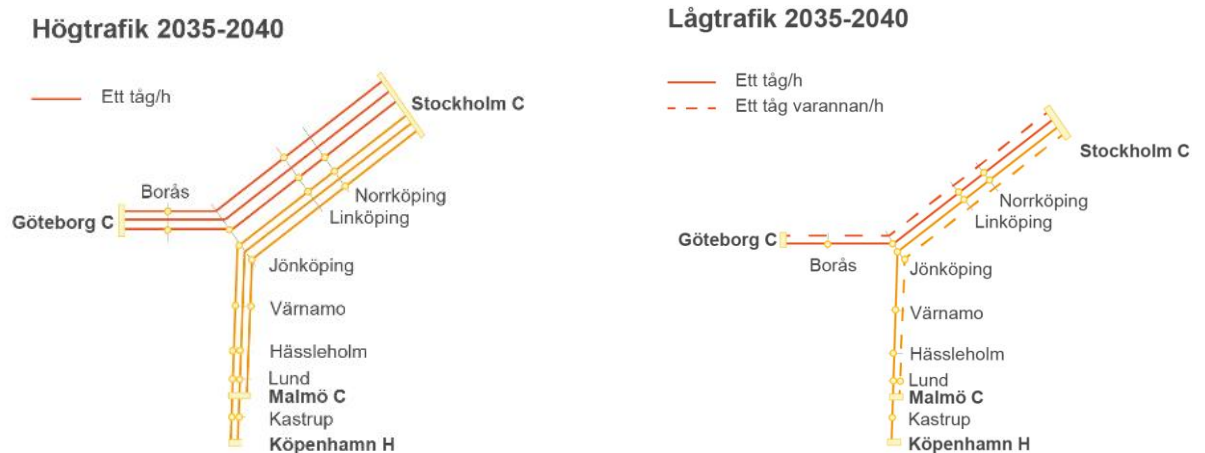 Högtrafik 2035-2040
Ett tåg/h
Stockholm C
Borås
Norrköping
Göteborg C
Linköping
Jönköping
Värnamo
Hässleholm
Lund
Malmö C
Kastrup
Köpenhamn H
Lågtrafik 2035-2040
Ett tåg/h
Ett tåg varannan/h
Stockholm C
Norrköping
Linköping
Göteborg C
Borås
Jönköping
Värnamo
Hässleholm
Lund
Malmö C
Kastrup
Köpenhamn H